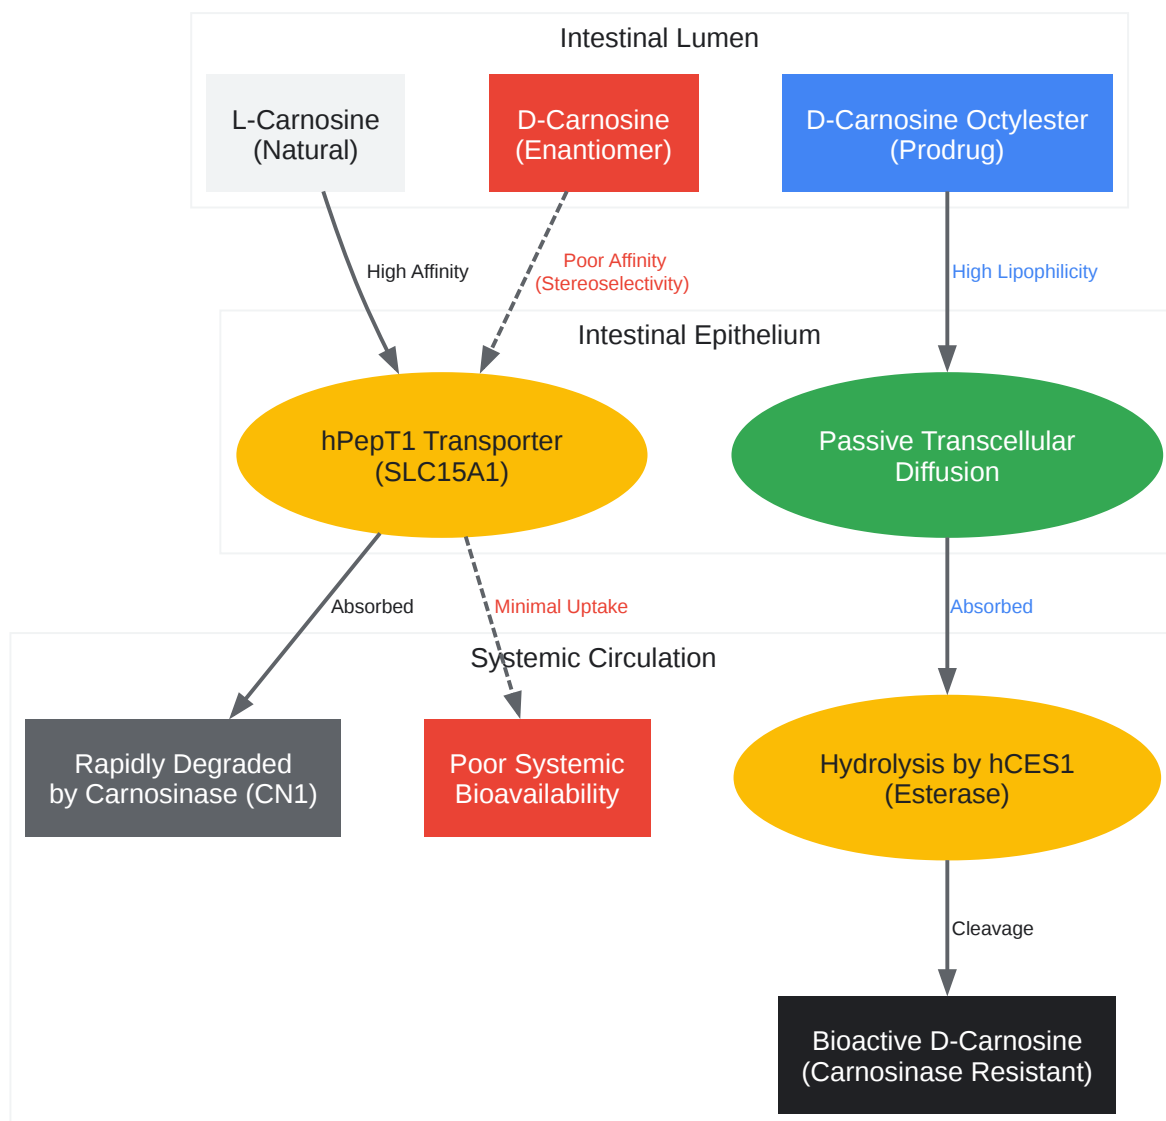 Intestinal Lumen
L-Carnosine
(Natural)
D-Carnosine
(Enantiomer)
D-Carnosine Octylester
(Prodrug)
High Affinity
Poor Affinity
(Stereoselectivity)
High Lipophilicity
Intestinal Epithelium
hPepT1 Transporter
(SLC15A1)
Passive Transcellular
Diffusion
Absorbed
Minimal Uptake
Absorbed
Systemic Circulation
Rapidly Degraded
by Carnosinase (CN1)
Poor Systemic
Bioavailability
Hydrolysis by hCES1
(Esterase)
Cleavage
Bioactive D-Carnosine
(Carnosinase Resistant)